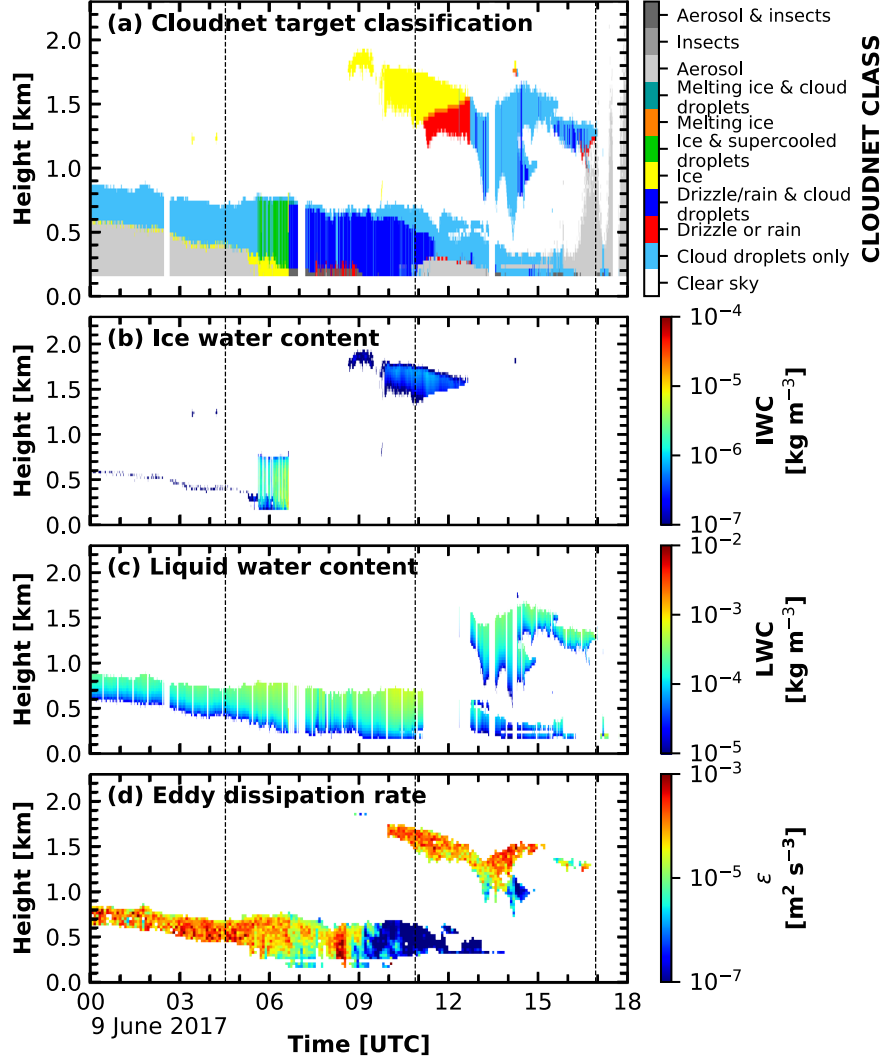 (a) Cloudnet target classification
Height [km]
2.0
1.5
1.0
0.5
0.0
Aerosol & insects
Insects
Aerosol
Melting ice & cloud
droplets
Melting ice
Ice & supercooled
droplets
Ice
Drizzle/rain & cloud
droplets
Drizzle or rain
Cloud droplets only
Clear sky
CLOUDNET CLASS
(b) Ice water content
Height [km]
2.0
1.5
1.0
0.5
0.0
10⁻⁴
10⁻⁵
10⁻⁶
10⁻⁷
IWC
[kg m⁻³]
(c) Liquid water content
Height [km]
2.0
1.5
1.0
0.5
0.0
10⁻²
10⁻³
10⁻⁴
10⁻⁵
LWC
[kg m⁻³]
(d) Eddy dissipation rate
Height [km]
2.0
1.5
1.0
0.5
0.0
10⁻³
10⁻⁵
10⁻⁷
ε
[m² s⁻³]
00 03 06 09 12 15 18
9 June 2017
Time [UTC]